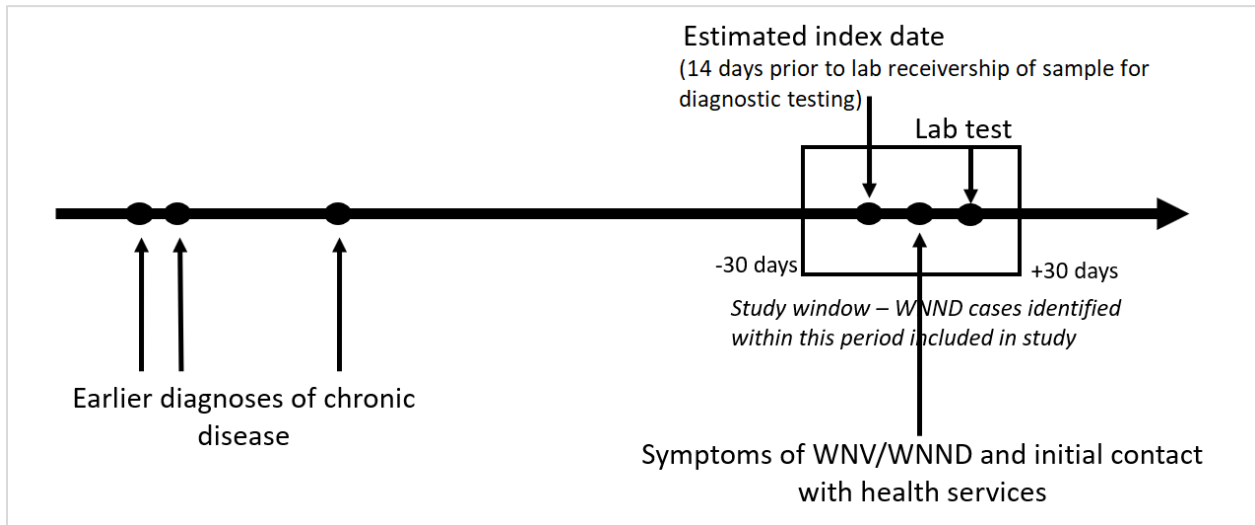 Estimated index date
(14 days prior to lab receivership of sample for
diagnostic testing)
Lab test
-30 days
+30 days
Study window – WNND cases identified
within this period included in study
Earlier diagnoses of chronic
disease
Symptoms of WNV/WNND and initial contact
with health services